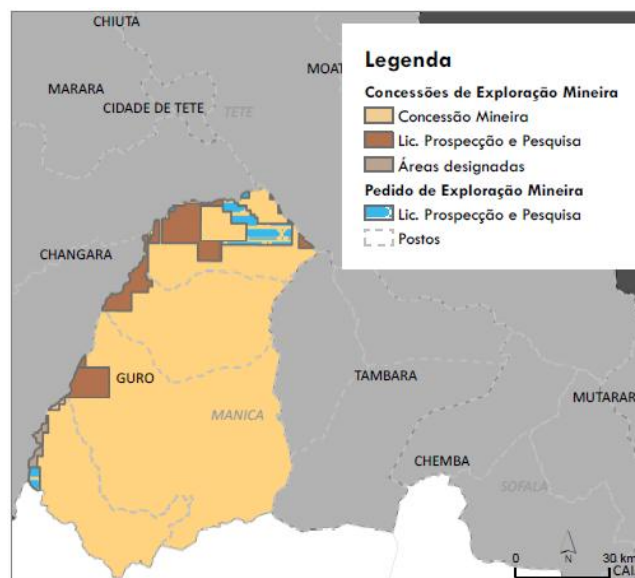 CHIUTA
MOAT
MARARA
CIDADE DE TETE
TETE
Legenda
Concessões de Exploração Mineira
Concessão Mineira
Lic. Prospecção e Pesquisa
Áreas designadas
Pedido de Exploração Mineira
Lic. Prospecção e Pesquisa
Postos
CHANGARA
GURO
TAMBARA
MANICA
MUTARAR
CHEMBA
SOFALA
N
0 30 km
CAI